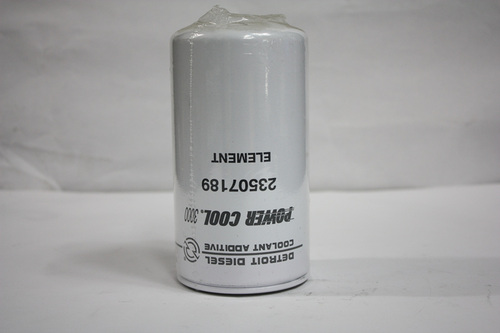 DETROIT DIESEL
COOLANT ADDITIVE
POWER COOL. 3000
23507189
ELEMENT